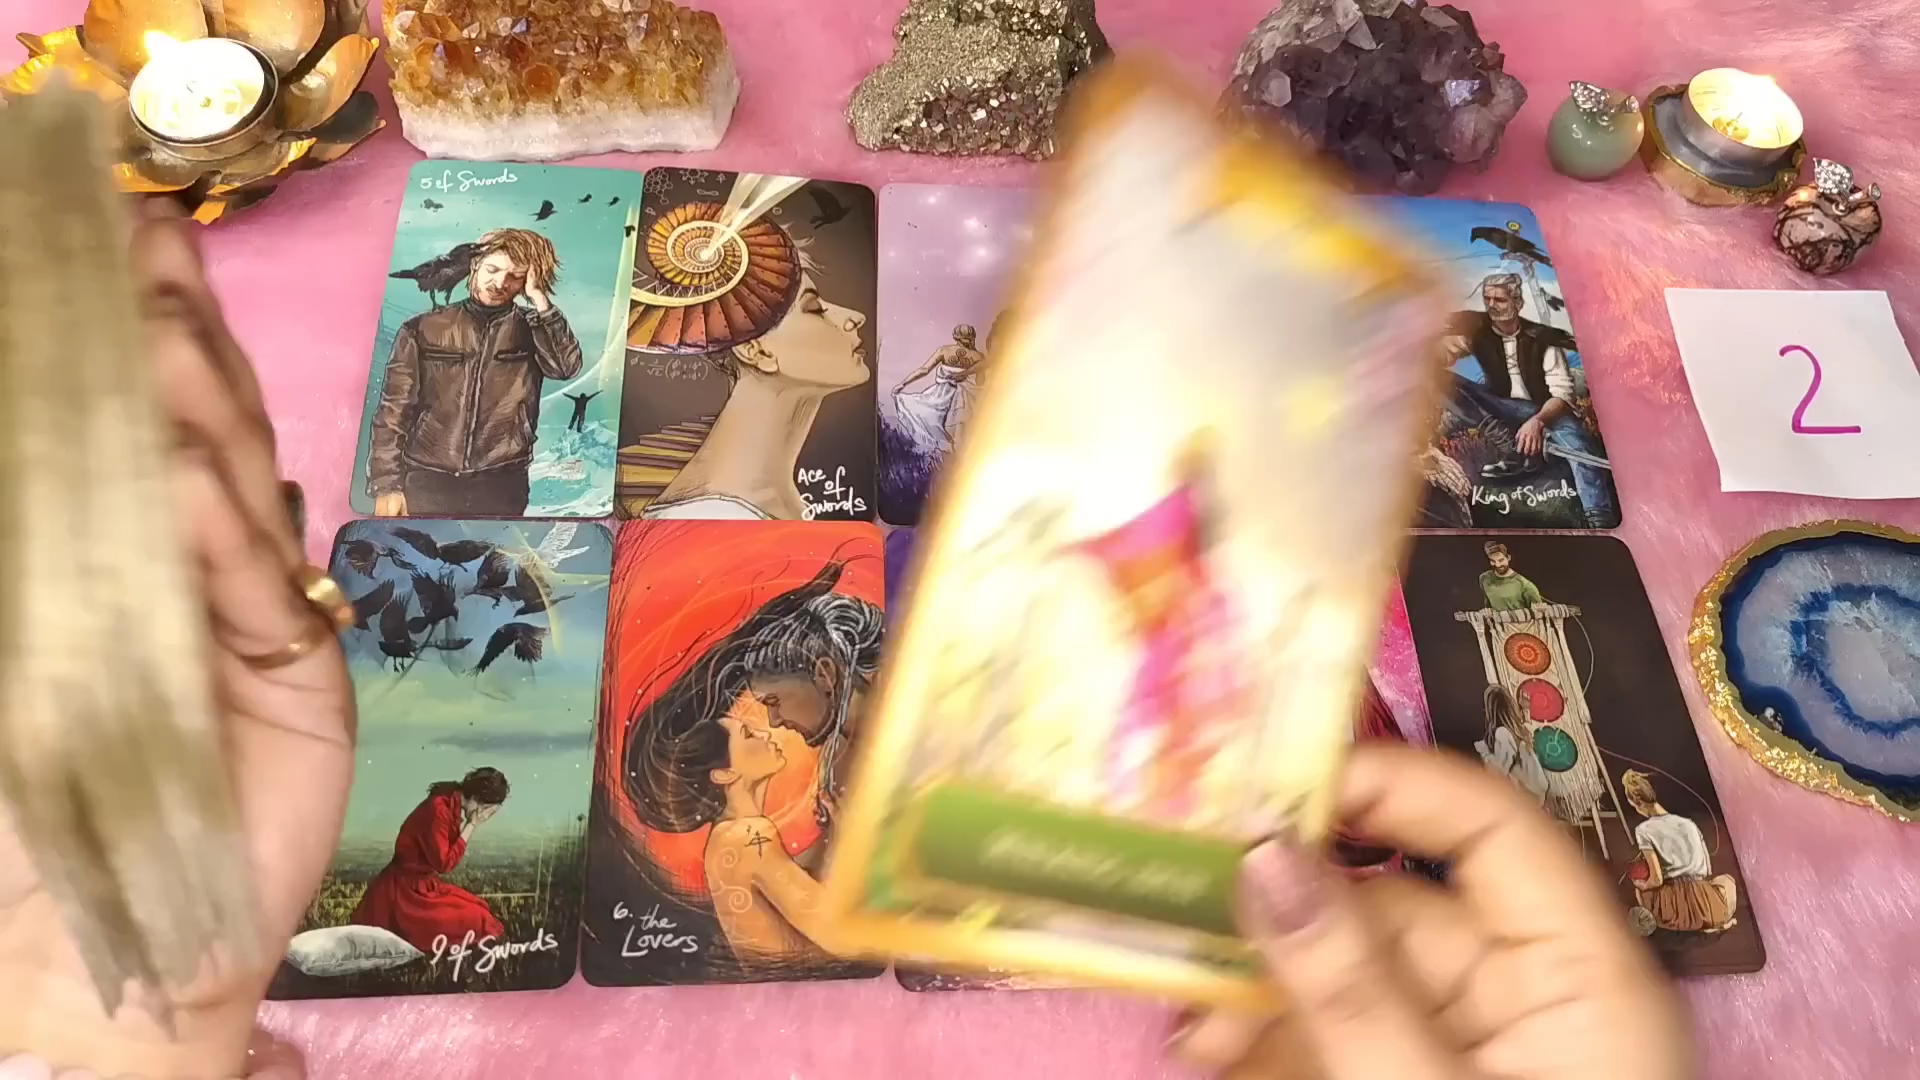 5 of Swords
Ace
of
Swords
King of Swords
2
9 of Swords
6. the
Lovers